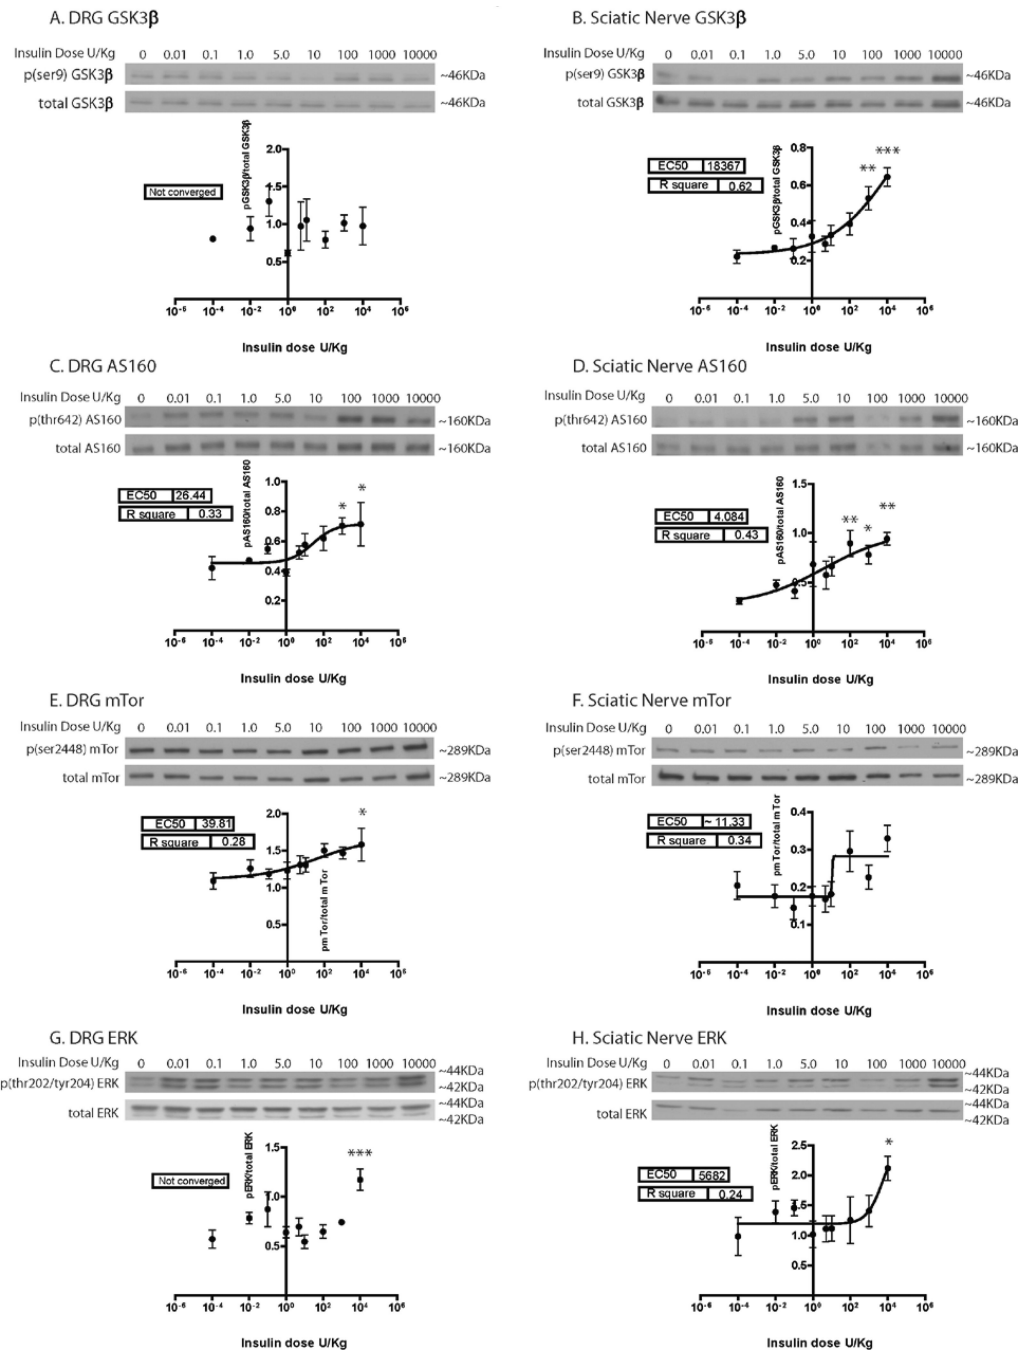 A. DRG GSK3β
Insulin Dose U/Kg 0 0.01 0.1 1.0 5.0 10 100 1000 10000
p(ser9) GSK3β ~46KDa
total GSK3β ~46KDa
Not converged
pGSK3β/total GSK3β
2.0
1.5
1.0
0.5
10-6 10-4 10-2 100 102 104 106
Insulin dose U/Kg
B. Sciatic Nerve GSK3β
Insulin Dose U/Kg 0 0.01 0.1 1.0 5.0 10 100 1000 10000
p(ser9) GSK3β ~46KDa
total GSK3β ~46KDa
EC50 18367
R square 0.62
pGSK3β/total GSK3β
0.8
0.6
0.4
0.2
** ***
10-6 10-4 10-2 100 102 104 106
Insulin dose U/Kg
C. DRG AS160
Insulin Dose U/Kg 0 0.01 0.1 1.0 5.0 10 100 1000 10000
p(thr642) AS160 ~160KDa
total AS160 ~160KDa
EC50 26.44
R square 0.33
pAS160/total AS160
1.0
0.8
0.6
0.4
0.2
* *
10-6 10-4 10-2 100 102 104 106
Insulin dose U/Kg
D. Sciatic Nerve AS160
Insulin Dose U/Kg 0 0.01 0.1 1.0 5.0 10 100 1000 10000
p(thr642) AS160 ~160KDa
total AS160 ~160KDa
EC50 4.084
R square 0.43
pAS160/total AS160
1.5
1.0
0.5
** * **
10-6 10-4 10-2 100 102 104 106
Insulin dose U/Kg
E. DRG mTor
Insulin Dose U/Kg 0 0.01 0.1 1.0 5.0 10 100 1000 10000
p(ser2448) mTor ~289KDa
total mTor ~289KDa
EC50 39.81
R square 0.28
pmTor/total mTor
2.0
1.5
1.0
0.5
*
10-6 10-4 10-2 100 102 104 106
Insulin dose U/Kg
F. Sciatic Nerve mTor
Insulin Dose U/Kg 0 0.01 0.1 1.0 5.0 10 100 1000 10000
p(ser2448) mTor ~289KDa
total mTor ~289KDa
EC50 ~ 11.33
R square 0.34
pmTor/total mTor
0.4
0.3
0.2
0.1
10-6 10-4 10-2 100 102 104 106
Insulin dose U/Kg
G. DRG ERK
Insulin Dose U/Kg 0 0.01 0.1 1.0 5.0 10 100 1000 10000
p(thr202/tyr204) ERK ~44KDa
~42KDa
total ERK ~44KDa
~42KDa
Not converged
pERK/total ERK
1.5
1.0
0.5
***
10-6 10-4 10-2 100 102 104 106
Insulin dose U/Kg
H. Sciatic Nerve ERK
Insulin Dose U/Kg 0 0.01 0.1 1.0 5.0 10 100 1000 10000
p(thr202/tyr204) ERK ~44KDa
~42KDa
total ERK ~44KDa
~42KDa
EC50 5682
R square 0.24
pERK/total ERK
2.5
2.0
1.5
1.0
0.5
*
10-6 10-4 10-2 100 102 104 106
Insulin dose U/Kg